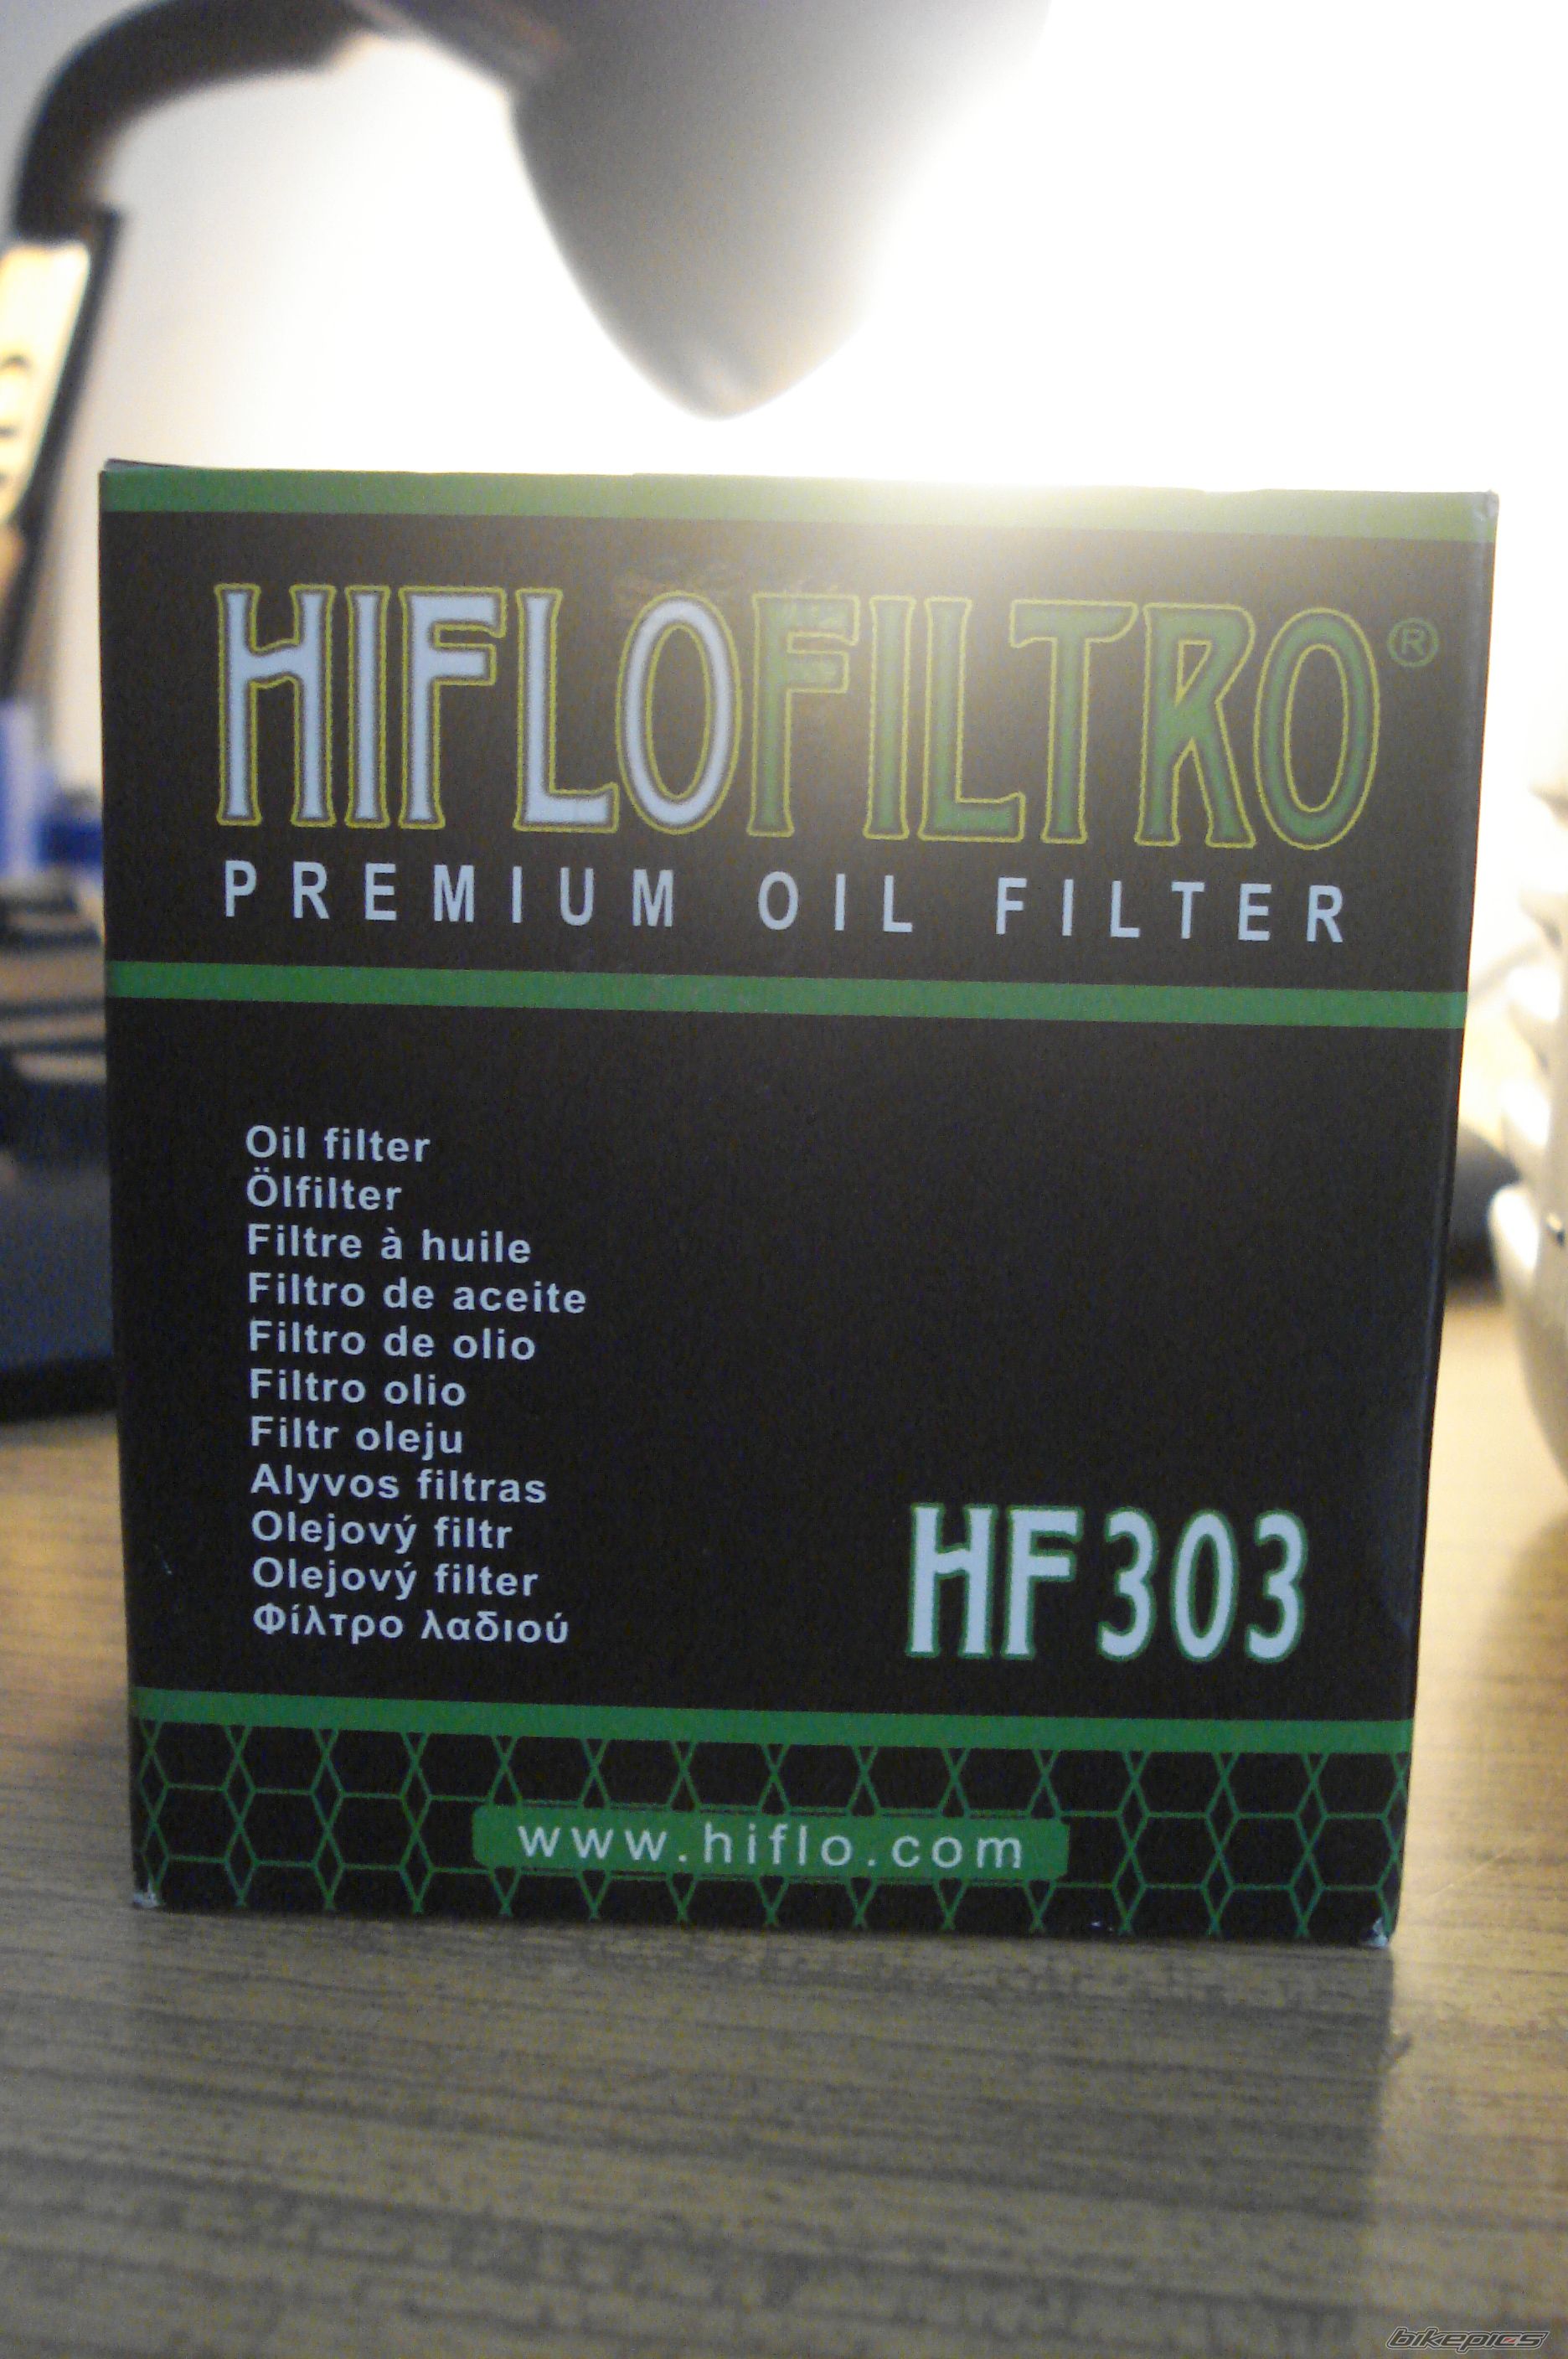 HIFLOFILTRO®
PREMIUM OIL FILTER
Oil filter
Ölfilter
Filtre à huile
Filtro de aceite
Filtro de olio
Filtro olio
Filtr oleju
Alyvos filtras
Olejový filtr
Olejový filter
Φίλτρο λαδιού
HF303
www.hiflo.com
bikepics